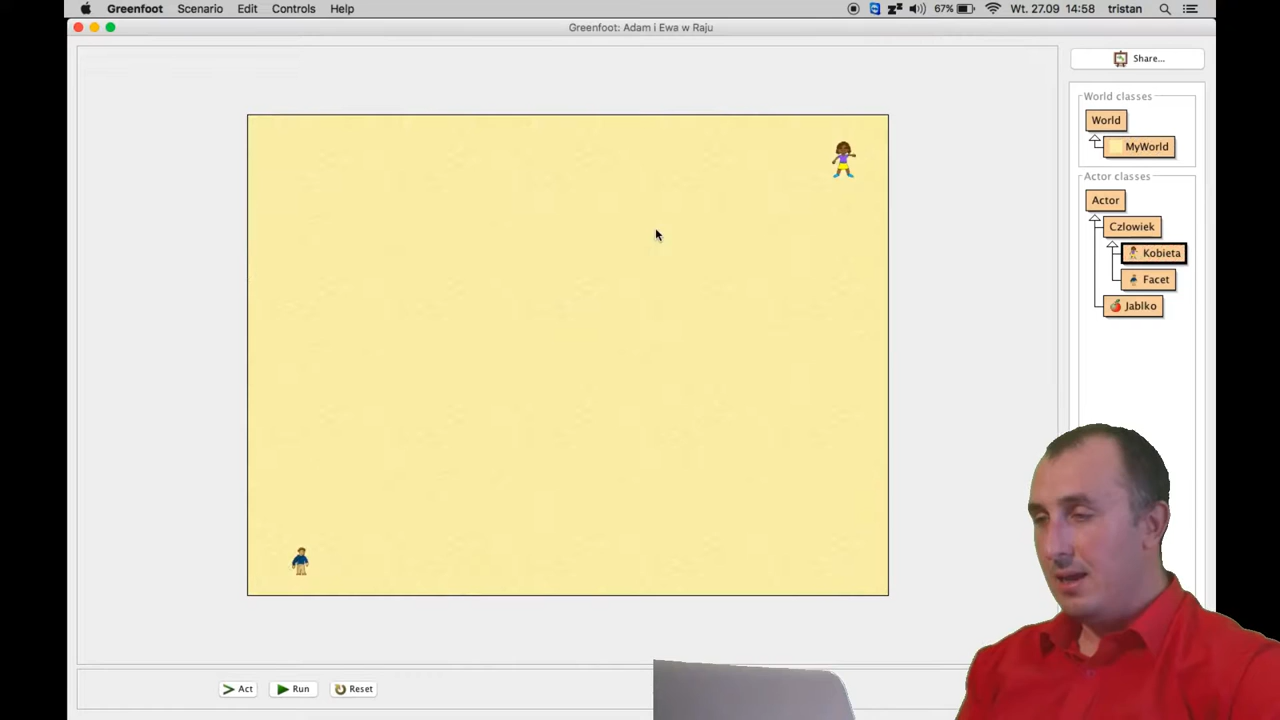 Greenfoot Scenario Edit Controls Help 67% Wt. 27.09 14:58 tristan
Greenfoot: Adam i Ewa w Raju
Share...
World classes
World
MyWorld
Actor classes
Actor
Człowiek
Kobieta
Facet
Jablko
Act Run Reset